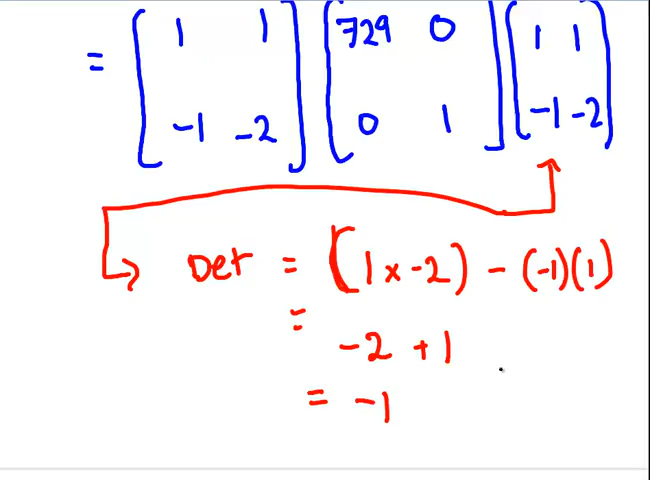 = [ 1 1 ] [ 729 0 ] [ 1 1 ]
[ -1 -2 ] [ 0 1 ] [ -1 -2 ]
Det = (1 x -2) - (-1)(1)
=
-2 + 1
= -1